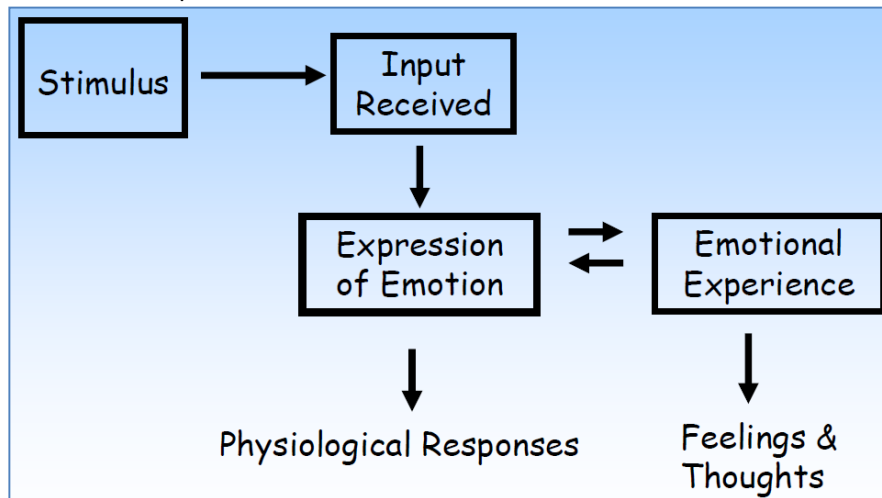 Stimulus
Input
Received
Expression
of Emotion
Emotional
Experience
Physiological Responses
Feelings &
Thoughts